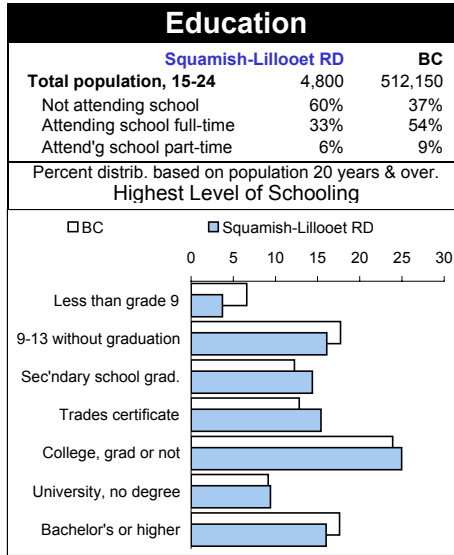 Education
Squamish-Lillooet RD BC
Total population, 15-24 4,800 512,150
Not attending school 60% 37%
Attending school full-time 33% 54%
Attend'g school part-time 6% 9%
Percent distrib. based on population 20 years & over.
Highest Level of Schooling
BC Squamish-Lillooet RD
0 5 10 15 20 25 30
Less than grade 9
9-13 without graduation
Sec'ndary school grad.
Trades certificate
College, grad or not
University, no degree
Bachelor's or higher